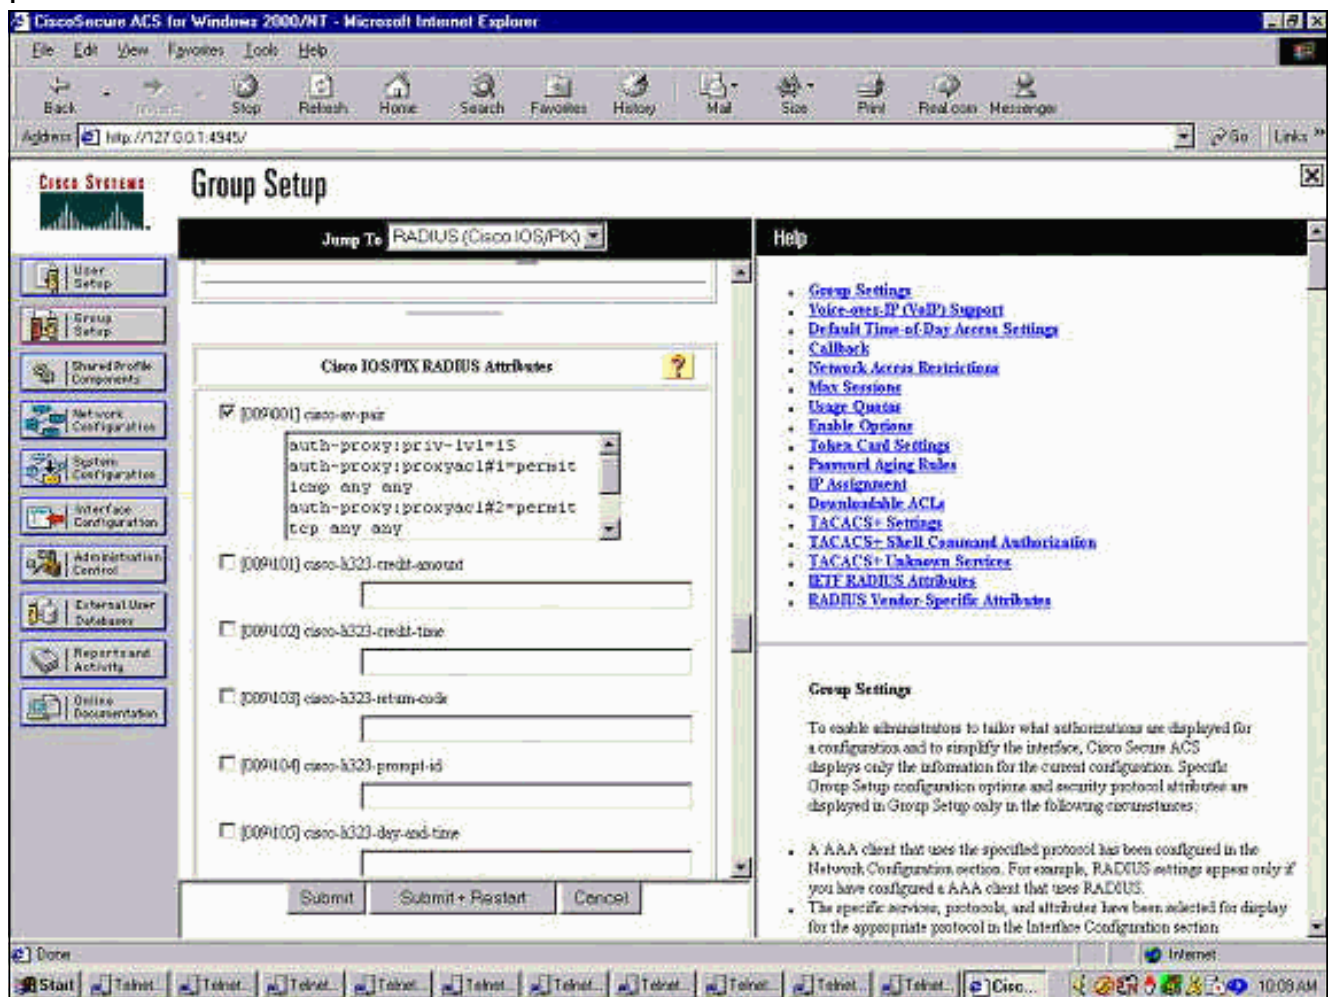 CiscoSecure ACS for Windows 2000/NT - Microsoft Internet Explorer
File Edit View Favorites Tools Help
Back Stop Refresh Home Search Favorites History Mail Size Print Real.com Messenger
Address http://127.0.0.1:4945/ Go Links »
CISCO SYSTEMS
Group Setup
Jump To RADIUS (Cisco IOS/PIX)
User Setup
Group Setup
Shared Profile Components
Network Configuration
System Configuration
Interface Configuration
Administration Control
External User Databases
Reports and Activity
Online Documentation
Cisco IOS/PIX RADIUS Attributes ?
[009\001] cisco-av-pair
auth-proxy:priv-lvl=15
auth-proxy:proxyacl#1=permit
icmp any any
auth-proxy:proxyacl#2=permit
tcp any any
[009\101] cisco-h323-credit-amount
[009\102] cisco-h323-credit-time
[009\103] cisco-h323-return-code
[009\104] cisco-h323-prompt-id
[009\105] cisco-h323-day-and-time
Submit Submit + Restart Cancel
Help
Group Settings
Voice-over-IP (VoIP) Support
Default Time-of-Day Access Settings
Callback
Network Access Restrictions
Max Sessions
Usage Quotas
Enable Options
Token Card Settings
Password Aging Rules
IP Assignment
Downloadable ACLs
TACACS+ Settings
TACACS+ Shell Command Authorization
TACACS+ Unknown Services
IETF RADIUS Attributes
RADIUS Vendor-Specific Attributes
Group Settings
To enable administrators to tailor what authorizations are displayed for
a configuration and to simplify the interface, Cisco Secure ACS
displays only the information for the current configuration. Specific
Group Setup configuration options and security protocol attributes are
displayed in Group Setup only in the following circumstances:
A AAA client that uses the specified protocol has been configured in the
Network Configuration section. For example, RADIUS settings appear only if
you have configured a AAA client that uses RADIUS.
The specific services, protocols, and attributes have been selected for display
for the appropriate protocol in the Interface Configuration section
Done Internet
Start Telnet... Telnet... Telnet... Telnet... Telnet... Telnet... Telnet... Telnet... Telnet... Telnet... Cisc... 10:09 AM